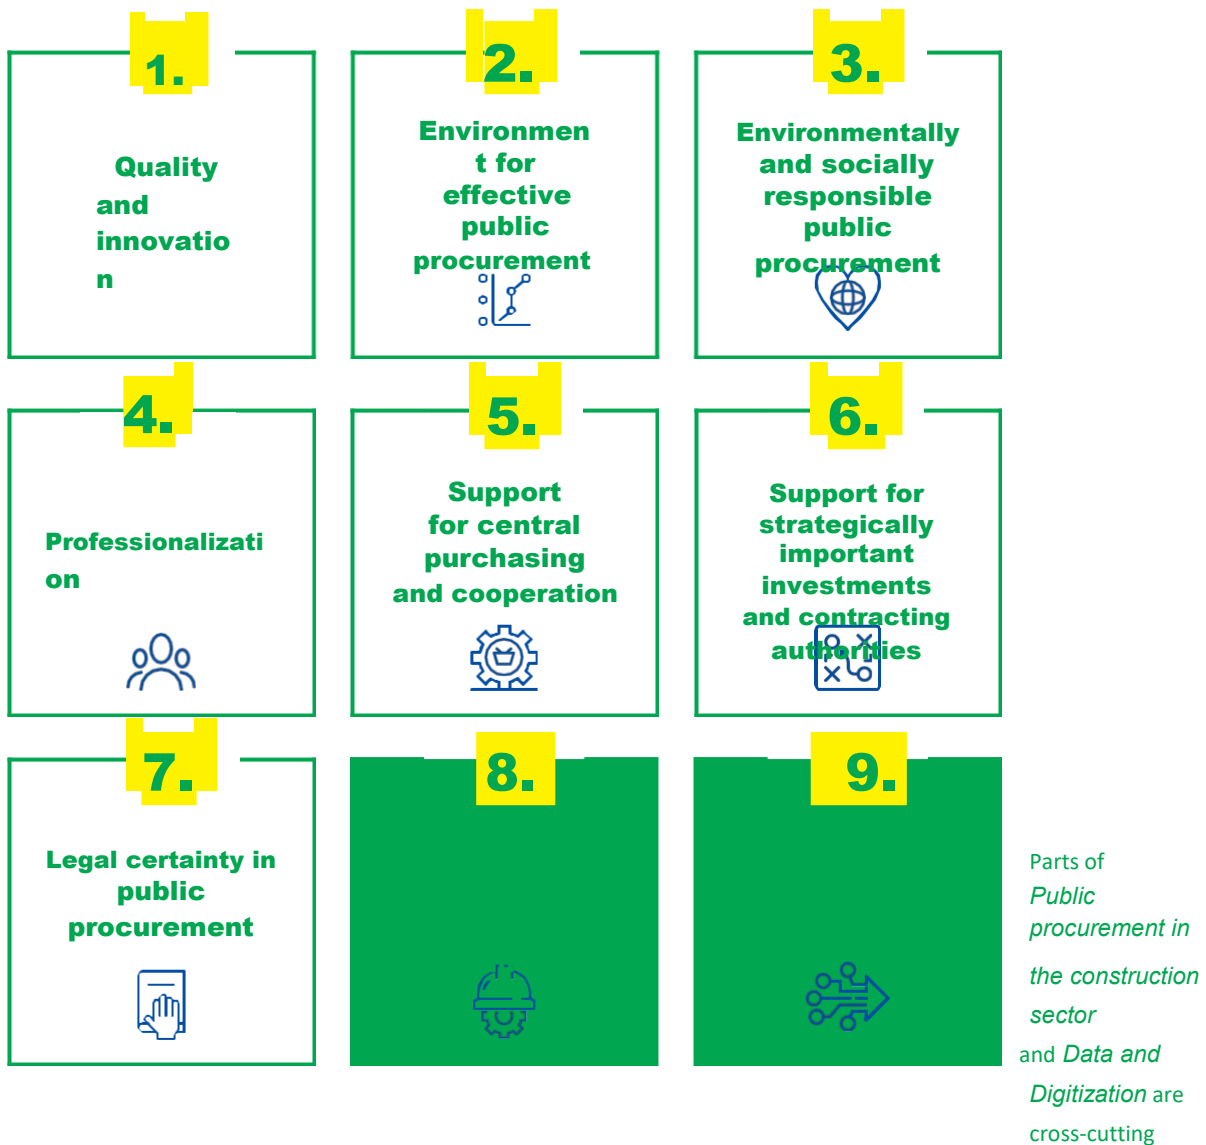 1.
Quality
and
innovatio
n
2.
Environmen
t for
effective
public
procurement
3.
Environmentally
and socially
responsible
public
procurement
4.
Professionalizati
on
5.
Support
for central
purchasing
and cooperation
6.
Support for
strategically
important
investments
and contracting
authorities
7.
Legal certainty in
public
procurement
8.
9.
Parts of
Public
procurement in
the construction
sector
and Data and
Digitization are
cross-cutting